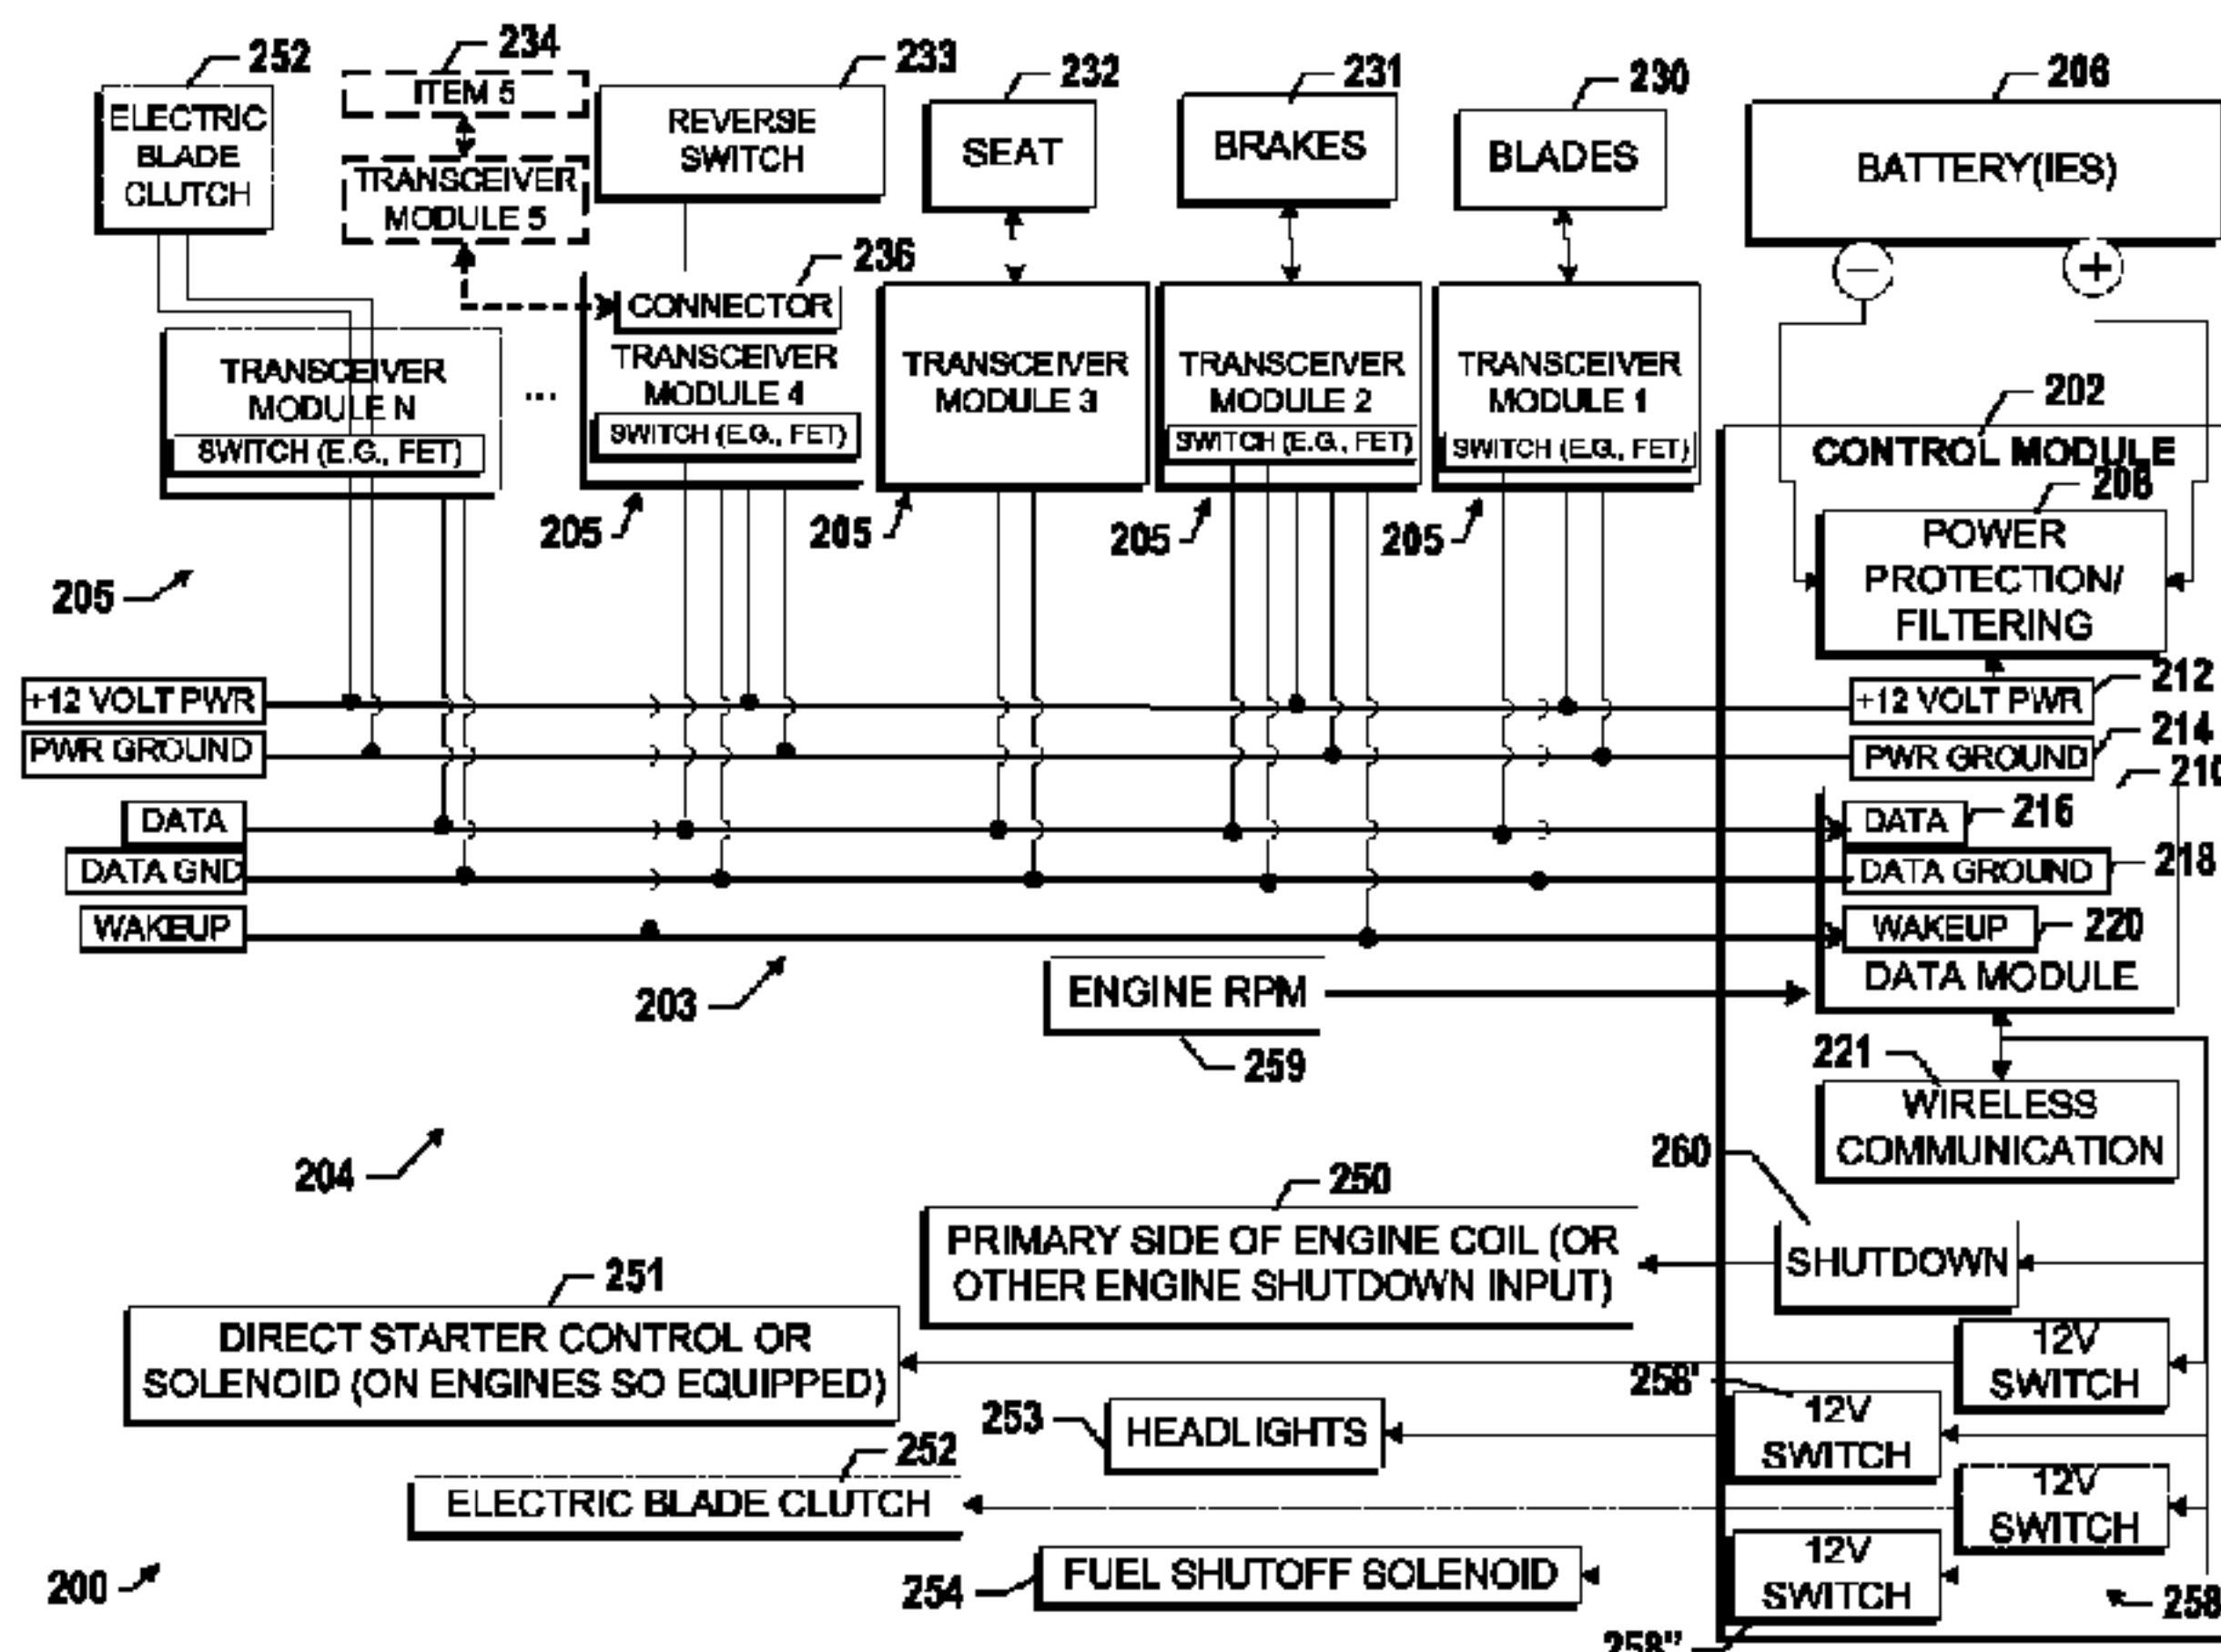 252
234
233
232
231
230
206
ELECTRIC
BLADE
CLUTCH
ITEM 5
TRANSCEIVER
MODULE 5
REVERSE
SWITCH
SEAT
BRAKES
BLADES
BATTERY(IES)
−
+
236
CONNECTOR
TRANSCEIVER
MODULE N
SWITCH (E.G., FET)
...
TRANSCEIVER
MODULE 4
SWITCH (E.G., FET)
TRANSCEIVER
MODULE 3
TRANSCEIVER
MODULE 2
SWITCH (E.G., FET)
TRANSCEIVER
MODULE 1
SWITCH (E.G., FET)
202
CONTROL MODULE
208
POWER
PROTECTION/
FILTERING
205
205
205
205
205
+12 VOLT PWR
+12 VOLT PWR
212
PWR GROUND
PWR GROUND
214
210
DATA
DATA
216
DATA GND
DATA GROUND
218
WAKEUP
WAKEUP
220
DATA MODULE
203
ENGINE RPM
259
221
WIRELESS
COMMUNICATION
204
260
250
PRIMARY SIDE OF ENGINE COIL (OR
OTHER ENGINE SHUTDOWN INPUT)
SHUTDOWN
251
DIRECT STARTER CONTROL OR
SOLENOID (ON ENGINES SO EQUIPPED)
12V
SWITCH
258'
253
HEADLIGHTS
12V
SWITCH
252
ELECTRIC BLADE CLUTCH
12V
SWITCH
200
254
FUEL SHUTOFF SOLENOID
12V
SWITCH
258
258"